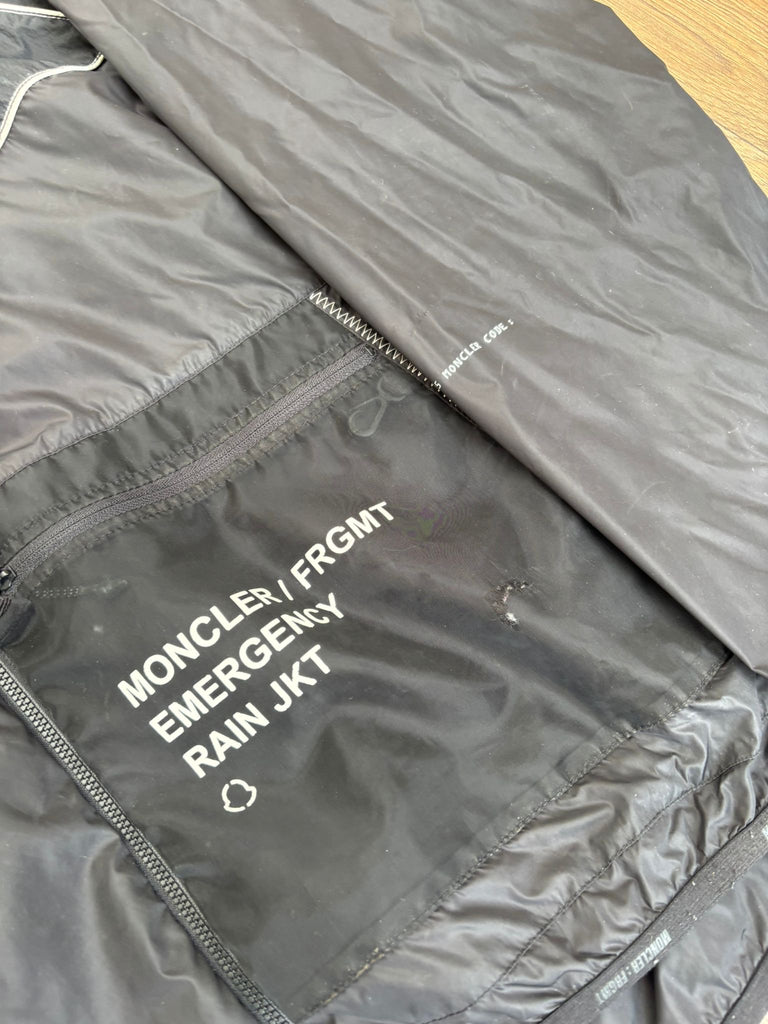 MONCLER CODE :
MONCLER / FRGMT
EMERGENCY
RAIN JKT
MONCLER : FRGMT